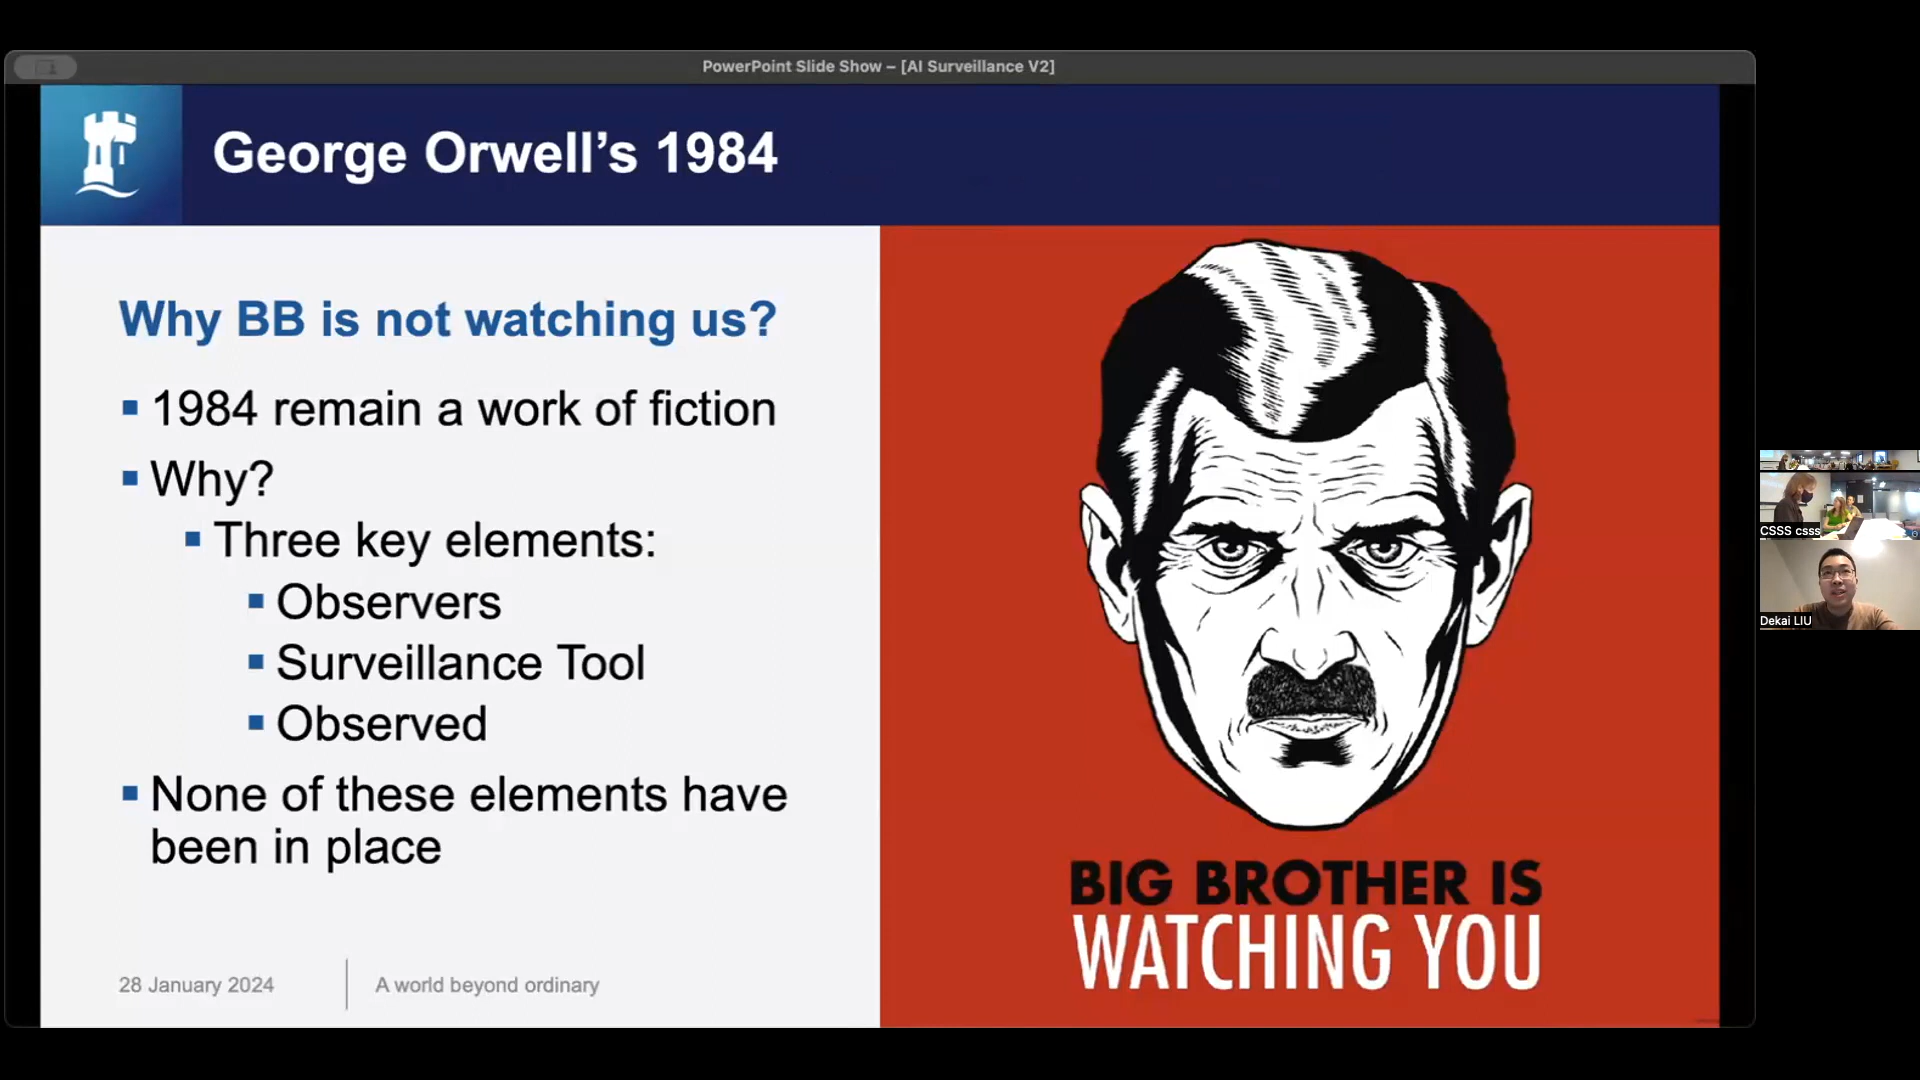 PowerPoint Slide Show – [AI Surveillance V2]
George Orwell’s 1984
Why BB is not watching us?
1984 remain a work of fiction
Why?
Three key elements:
Observers
Surveillance Tool
Observed
None of these elements have
been in place
28 January 2024
A world beyond ordinary
BIG BROTHER IS
WATCHING YOU
CSSS csss
Dekai LIU